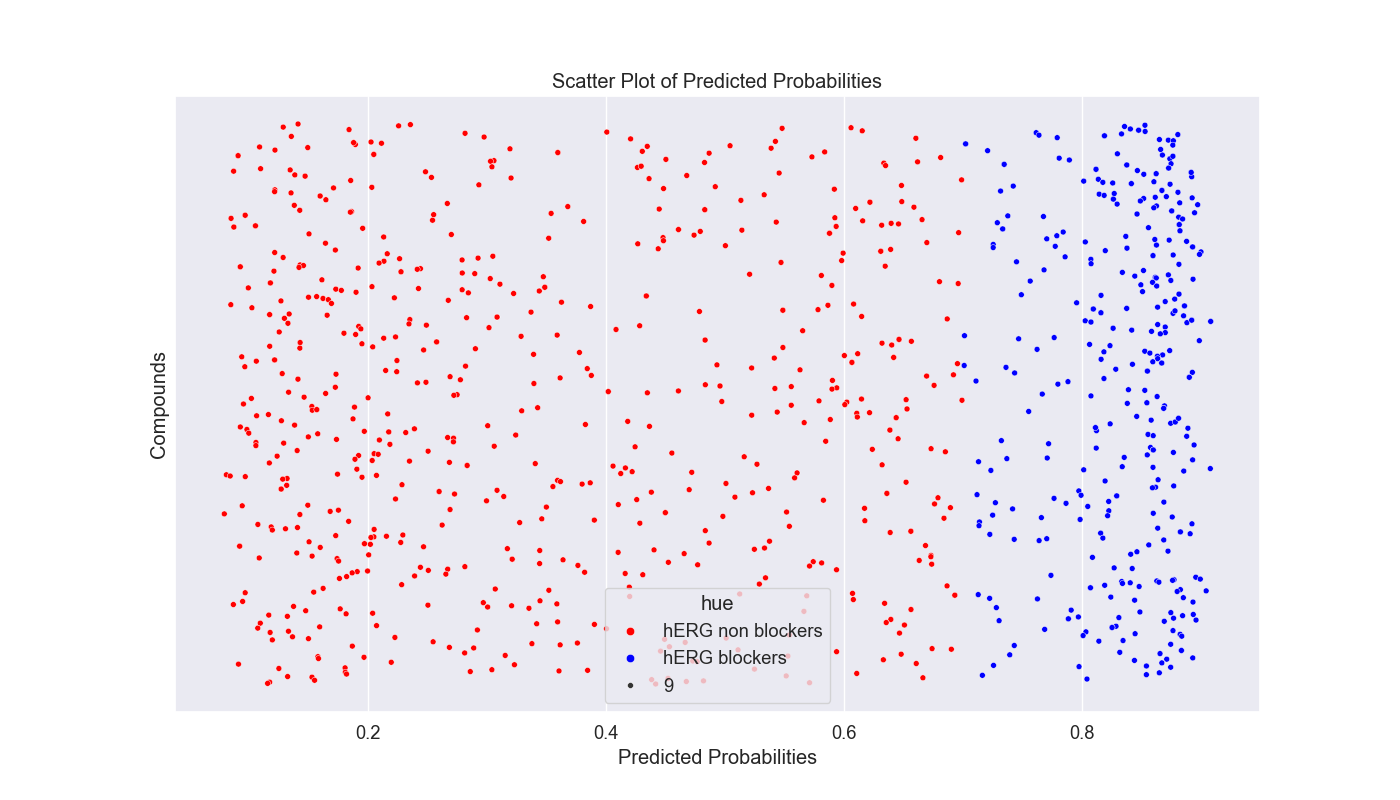 Scatter Plot of Predicted Probabilities
Compounds
hue
hERG non blockers
hERG blockers
9
0.2 0.4 0.6 0.8
Predicted Probabilities